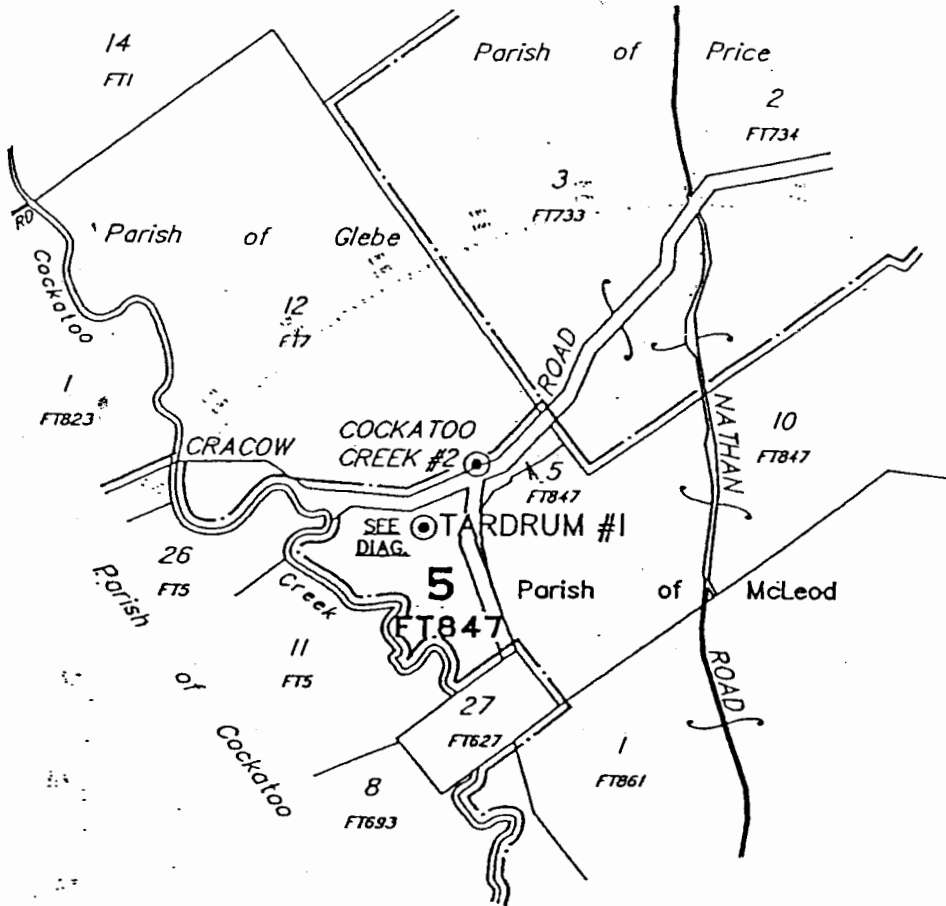 14
FT1
Parish of Price
2
FT734
3
FT733
RD
Parish of Glebe
Cockatoo
12
FT7
1
FT823
ROAD
COCKATOO
CREEK #2
CRACOW
NATHAN
10
FT847
5
FT847
SEE
DIAG.
TARDRUM #1
26
FT5
Creek
5
FT847
Parish of McLeod
Parish
of
Cockatoo
11
FT5
ROAD
27
FT627
1
FT861
8
FT693